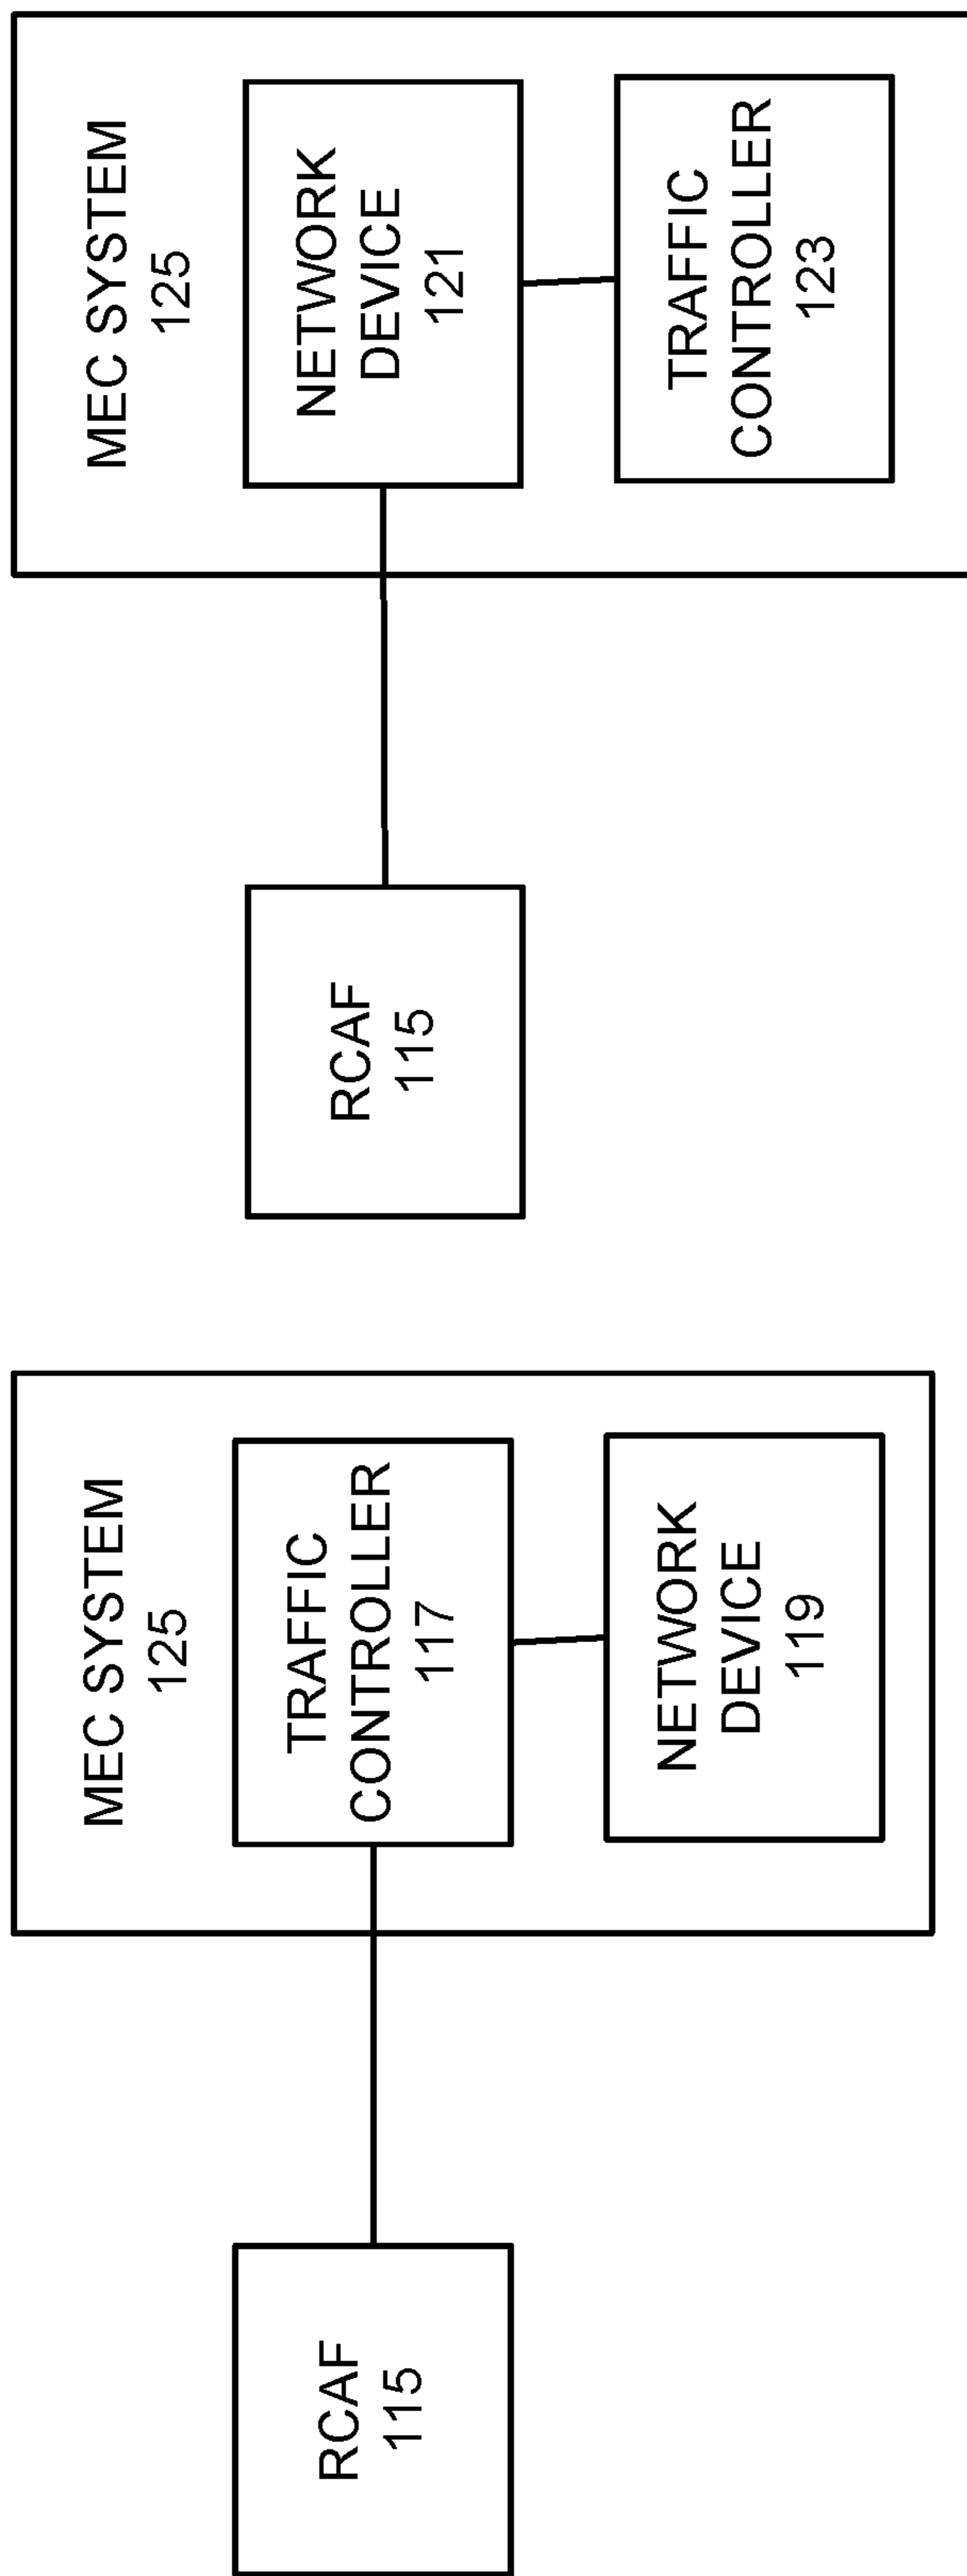 RCAF
115
MEC SYSTEM
125
TRAFFIC
CONTROLLER
117
NETWORK
DEVICE
119
RCAF
115
MEC SYSTEM
125
NETWORK
DEVICE
121
TRAFFIC
CONTROLLER
123